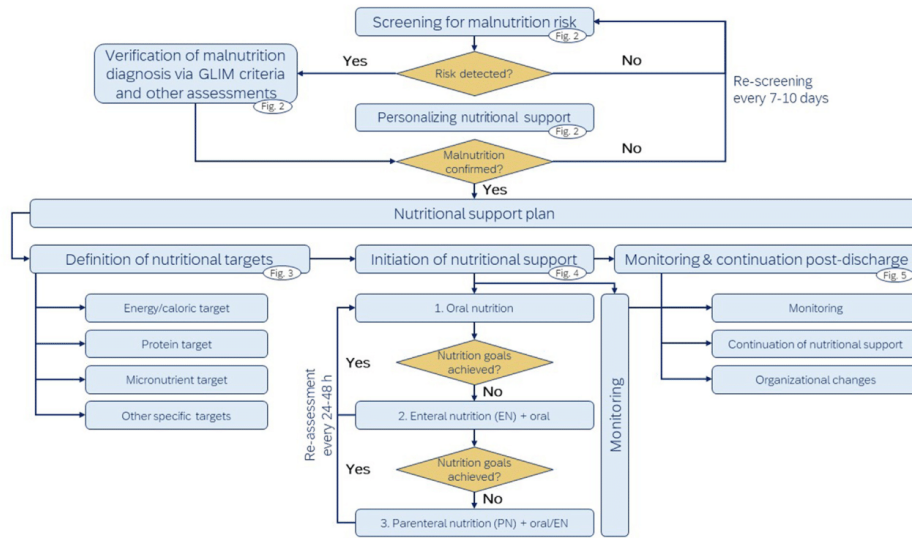 Screening for malnutrition risk
Fig. 2
Yes
Risk detected?
No
Verification of malnutrition
diagnosis via GLIM criteria
and other assessments
Fig. 2
Re-screening
every 7-10 days
Personalizing nutritional support
Fig. 2
Malnutrition
confirmed?
No
Yes
Nutritional support plan
Definition of nutritional targets
Fig. 3
Initiation of nutritional support
Fig. 4
Monitoring & continuation post-discharge
Fig. 5
Energy/caloric target
Protein target
Micronutrient target
Other specific targets
Re-assessment
every 24-48 h
1. Oral nutrition
Yes
Nutrition goals
achieved?
No
2. Enteral nutrition (EN) + oral
Yes
Nutrition goals
achieved?
No
3. Parenteral nutrition (PN) + oral/EN
Monitoring
Monitoring
Continuation of nutritional support
Organizational changes